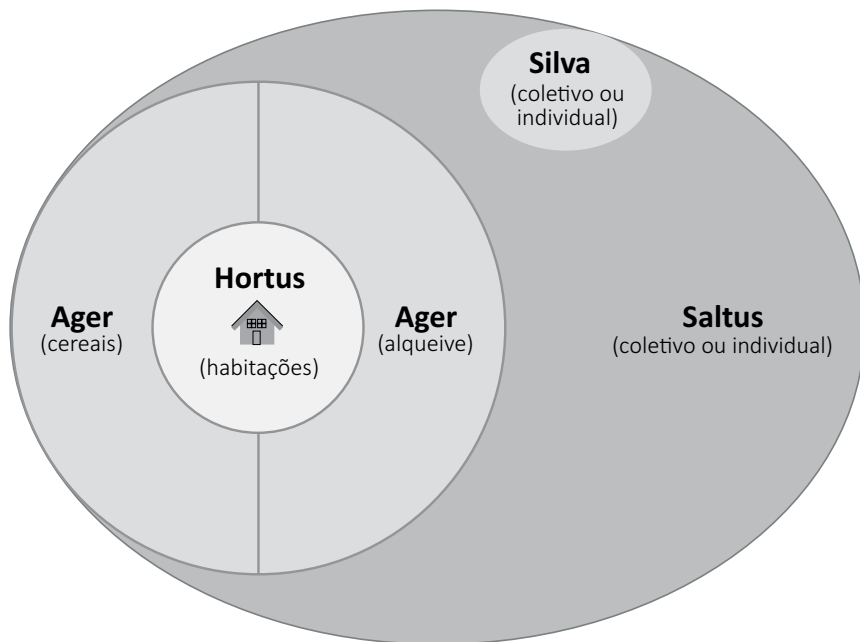 Silva
(coletivo ou
individual)
Hortus
(habitações)
Ager
(cereais)
Ager
(alqueive)
Saltus
(coletivo ou individual)